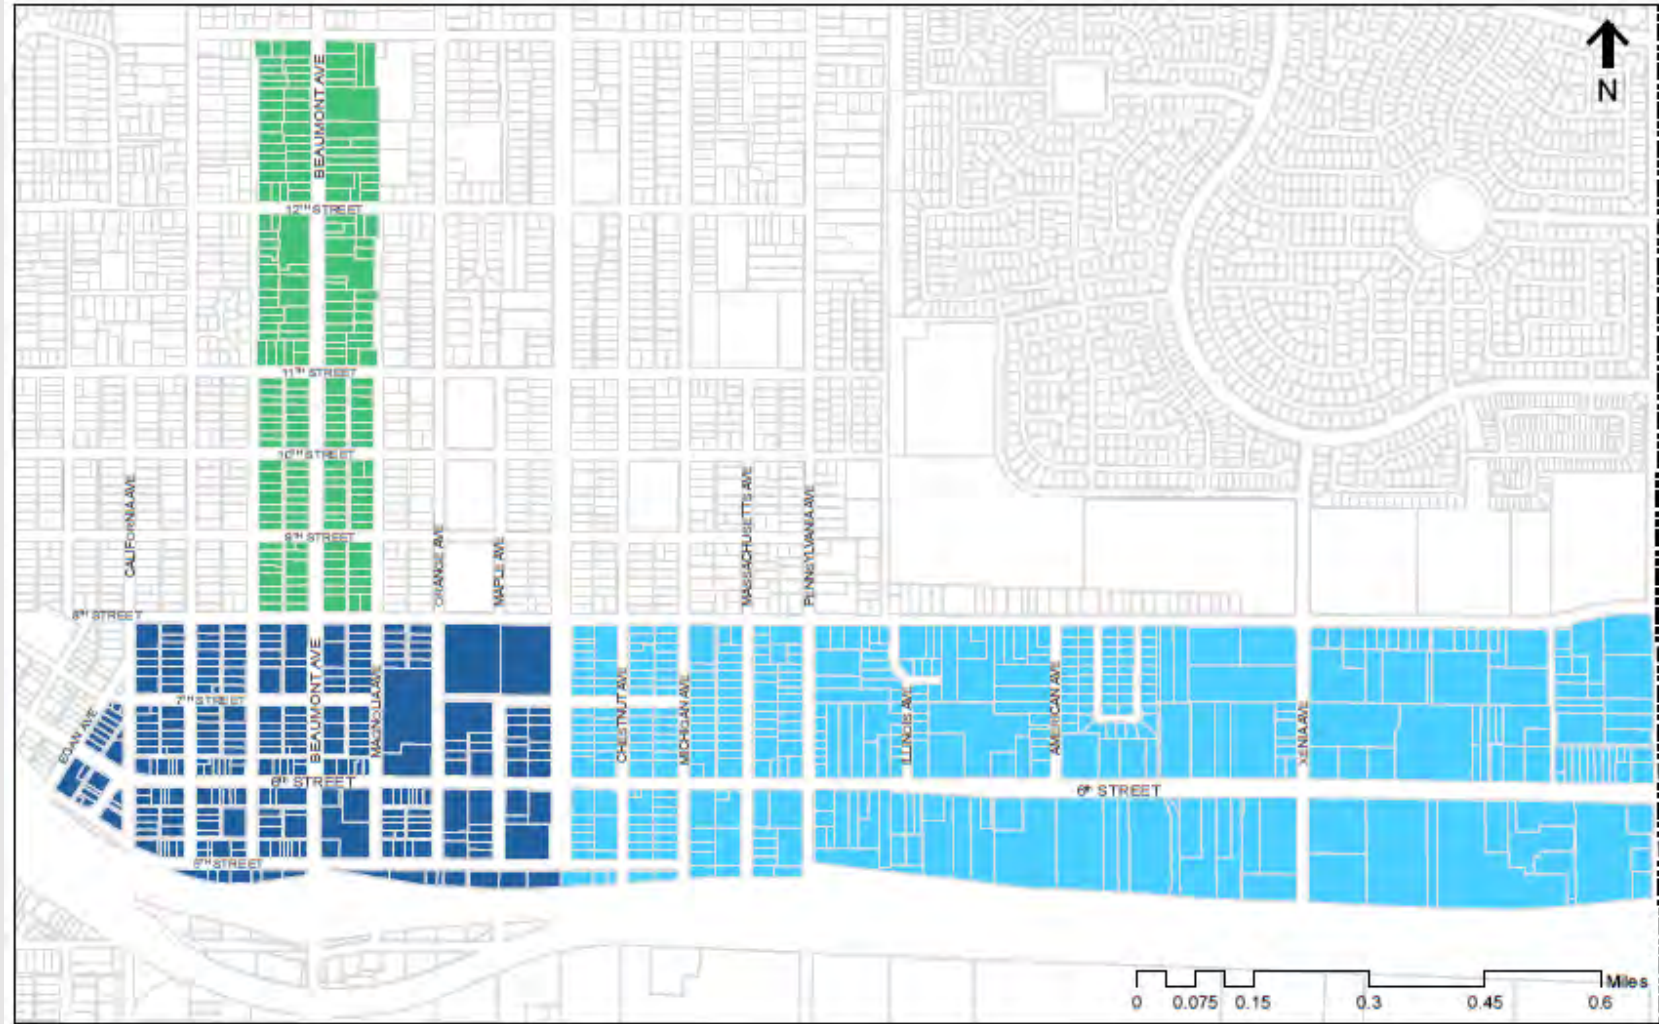 N
BEAUMONT AVE
12TH STREET
11TH STREET
10TH STREET
9TH STREET
CALIFORNIA AVE
ORANGE AVE
MAPLE AVE
MASSACHUSETTS AVE
PENNSYLVANIA AVE
8TH STREET
BEAUMONT AVE
MAGNOLIA AVE
7TH STREET
EGAN AVE
CHESTNUT AVE
MICHIGAN AVE
ILLINOIS AVE
AMERICAN AVE
XENIA AVE
6th STREET
6th STREET
5TH STREET
Miles
0 0.075 0.15 0.3 0.45 0.6